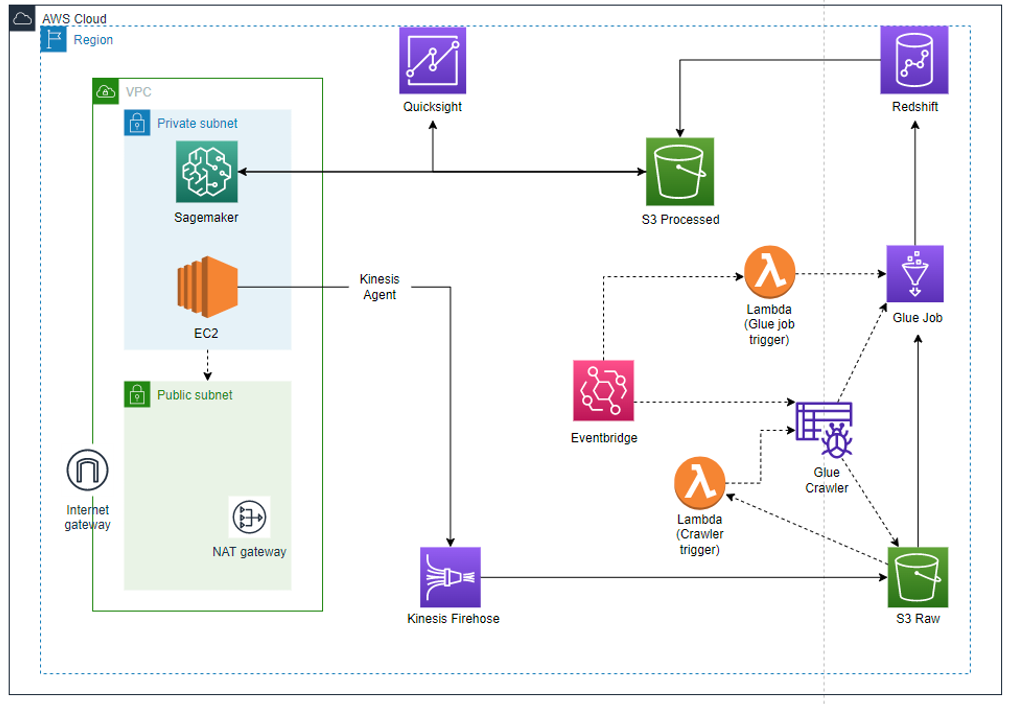 AWS Cloud
Region
VPC
Private subnet
Sagemaker
EC2
Public subnet
Internet
gateway
NAT gateway
Quicksight
Kinesis
Agent
Kinesis Firehose
S3 Processed
Redshift
Lambda
(Glue job
trigger)
Glue Job
Eventbridge
Glue
Crawler
Lambda
(Crawler
trigger)
S3 Raw